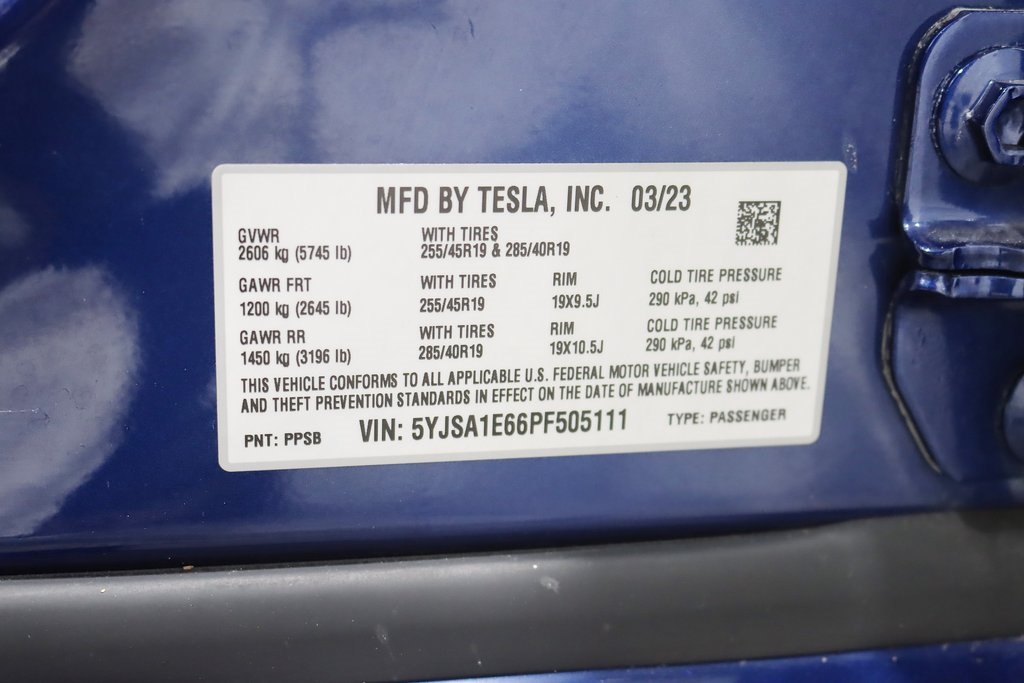 MFD BY TESLA, INC. 03/23
GVWR WITH TIRES
2606 kg (5745 lb) 255/45R19 & 285/40R19
GAWR FRT WITH TIRES RIM COLD TIRE PRESSURE
1200 kg (2645 lb) 255/45R19 19X9.5J 290 kPa, 42 psi
GAWR RR WITH TIRES RIM COLD TIRE PRESSURE
1450 kg (3196 lb) 285/40R19 19X10.5J 290 kPa, 42 psi
THIS VEHICLE CONFORMS TO ALL APPLICABLE U.S. FEDERAL MOTOR VEHICLE SAFETY, BUMPER
AND THEFT PREVENTION STANDARDS IN EFFECT ON THE DATE OF MANUFACTURE SHOWN ABOVE.
PNT: PPSB VIN: 5YJSA1E66PF505111 TYPE: PASSENGER